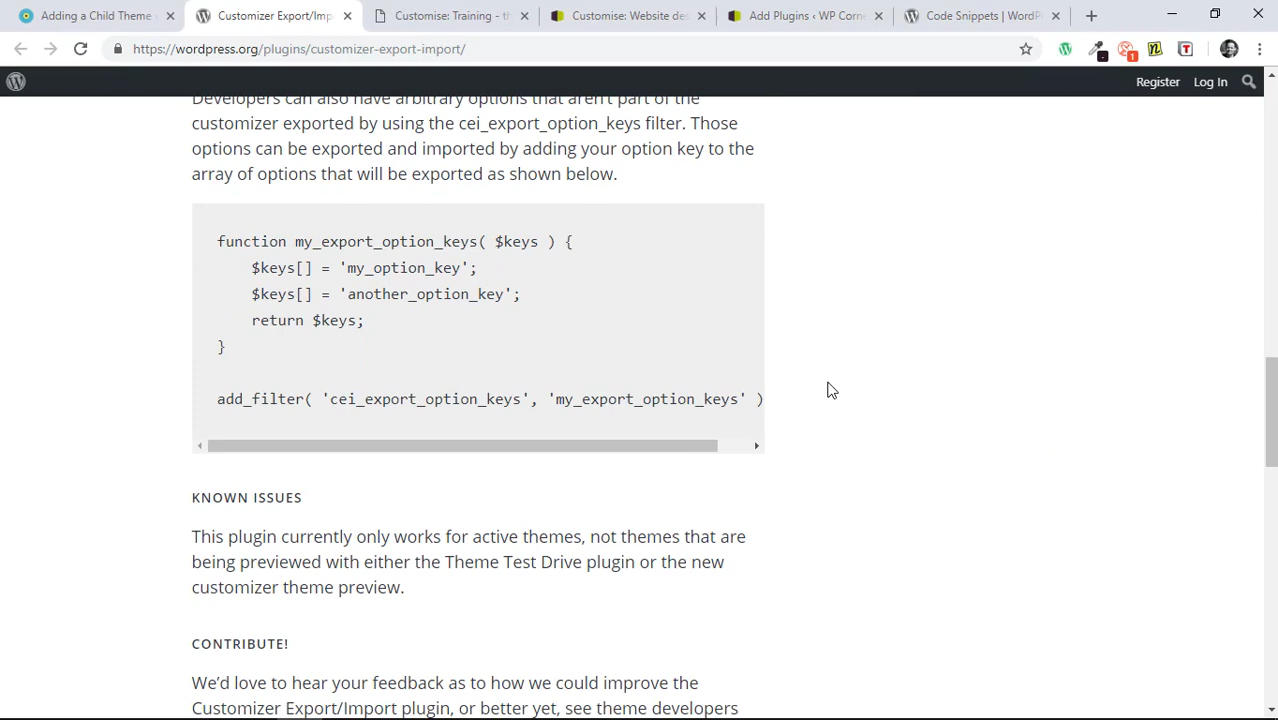 Adding a Child Theme
Customizer Export/Imp
Customise: Training - th
Customise: Website des
Add Plugins ‹ WP Corne
Code Snippets | WordP
https://wordpress.org/plugins/customizer-export-import/
1
Register
Log In
Developers can also have arbitrary options that aren't part of the
customizer exported by using the cei_export_option_keys filter. Those
options can be exported and imported by adding your option key to the
array of options that will be exported as shown below.
function my_export_option_keys( $keys ) {
    $keys[] = 'my_option_key';
    $keys[] = 'another_option_key';
    return $keys;
}
add_filter( 'cei_export_option_keys', 'my_export_option_keys' )
KNOWN ISSUES
This plugin currently only works for active themes, not themes that are
being previewed with either the Theme Test Drive plugin or the new
customizer theme preview.
CONTRIBUTE!
We'd love to hear your feedback as to how we could improve the
Customizer Export/Import plugin, or better yet, see theme developers